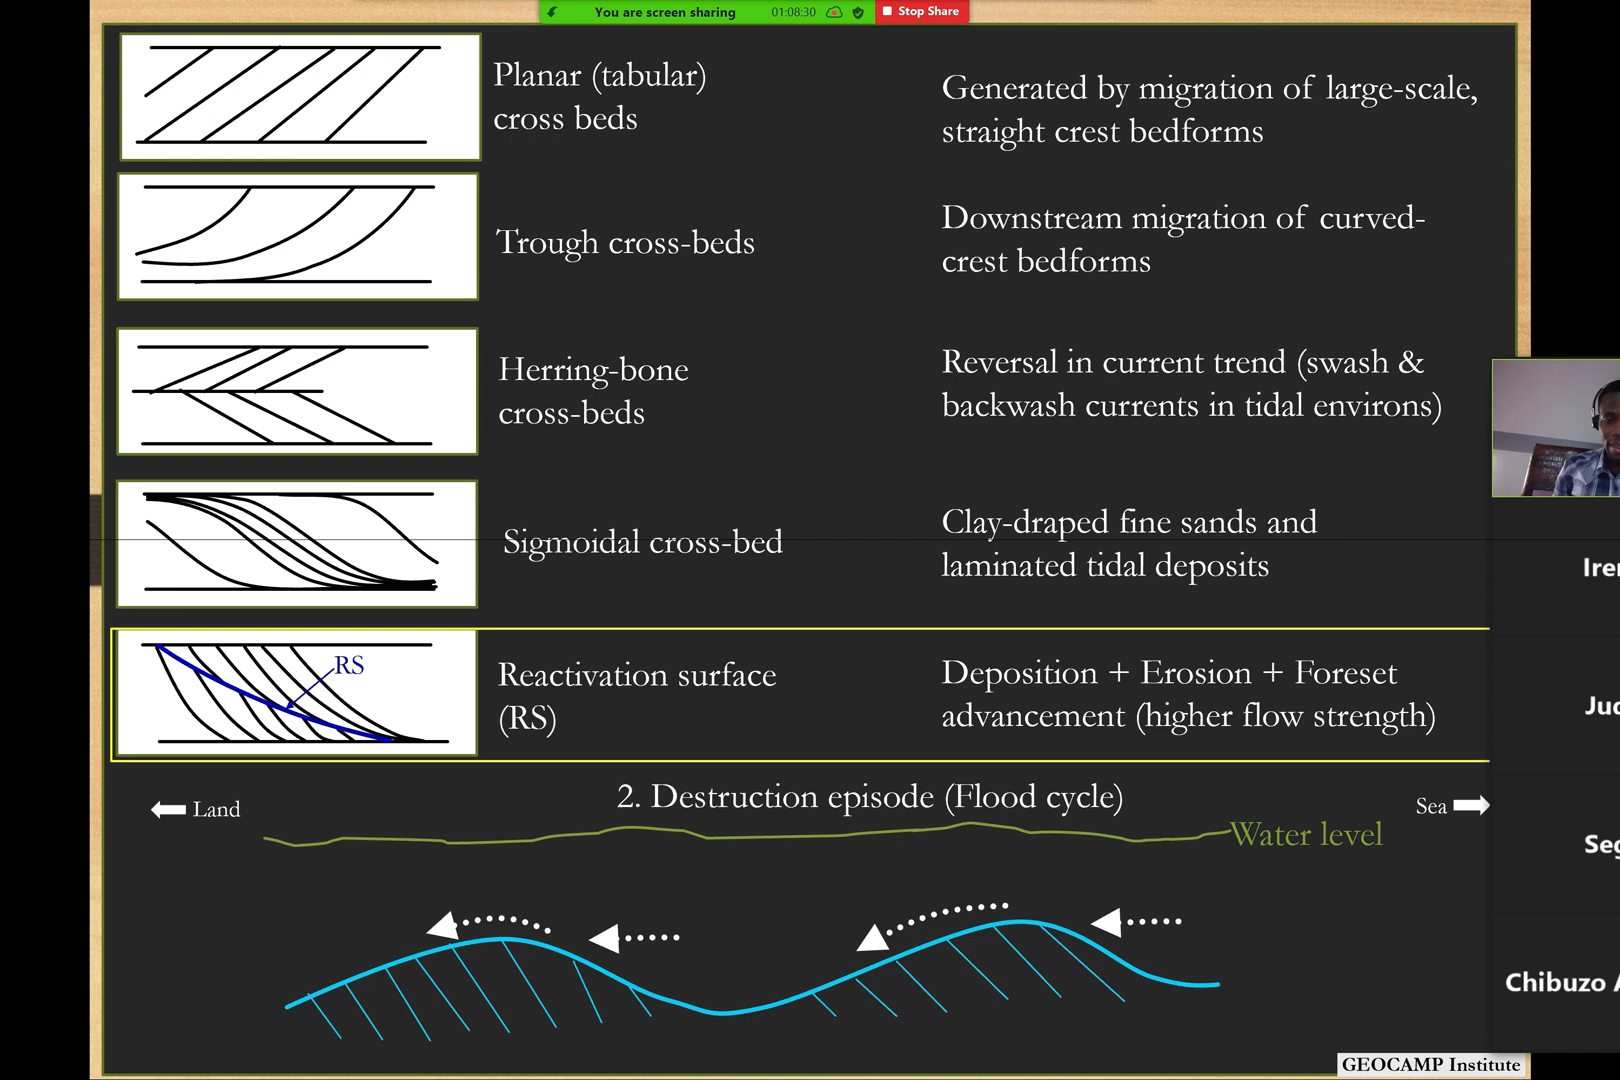 You are screen sharing
01:08:30
Stop Share
Planar (tabular)
cross beds
Generated by migration of large-scale,
straight crest bedforms
Trough cross-beds
Downstream migration of curved-
crest bedforms
Herring-bone
cross-beds
Reversal in current trend (swash &
backwash currents in tidal environs)
Sigmoidal cross-bed
Clay-draped fine sands and
laminated tidal deposits
RS
Reactivation surface
(RS)
Deposition + Erosion + Foreset
advancement (higher flow strength)
2. Destruction episode (Flood cycle)
Land
Sea
Water level
Chibuzo
GEOCAMP Institute